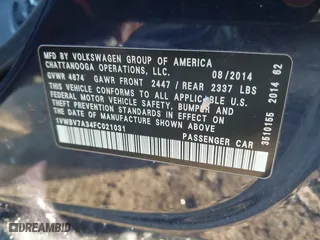 MFD BY VOLKSWAGEN GROUP OF AMERICA
CHATTANOOGA OPERATIONS, LLC. 08/2014
GVWR 4674 GAWR FRONT 2447 / REAR 2337 LBS
THIS VEHICLE CONFORMS TO ALL APPLICABLE U.S.
FEDERAL MOTOR VEHICLE SAFETY, BUMPER AND
THEFT PREVENTION STANDARDS IN EFFECT ON THE
DATE OF MANUFACTURE SHOWN ABOVE.
1VWBV7A34FC021031 PASSENGER CAR
3510155 2014 62